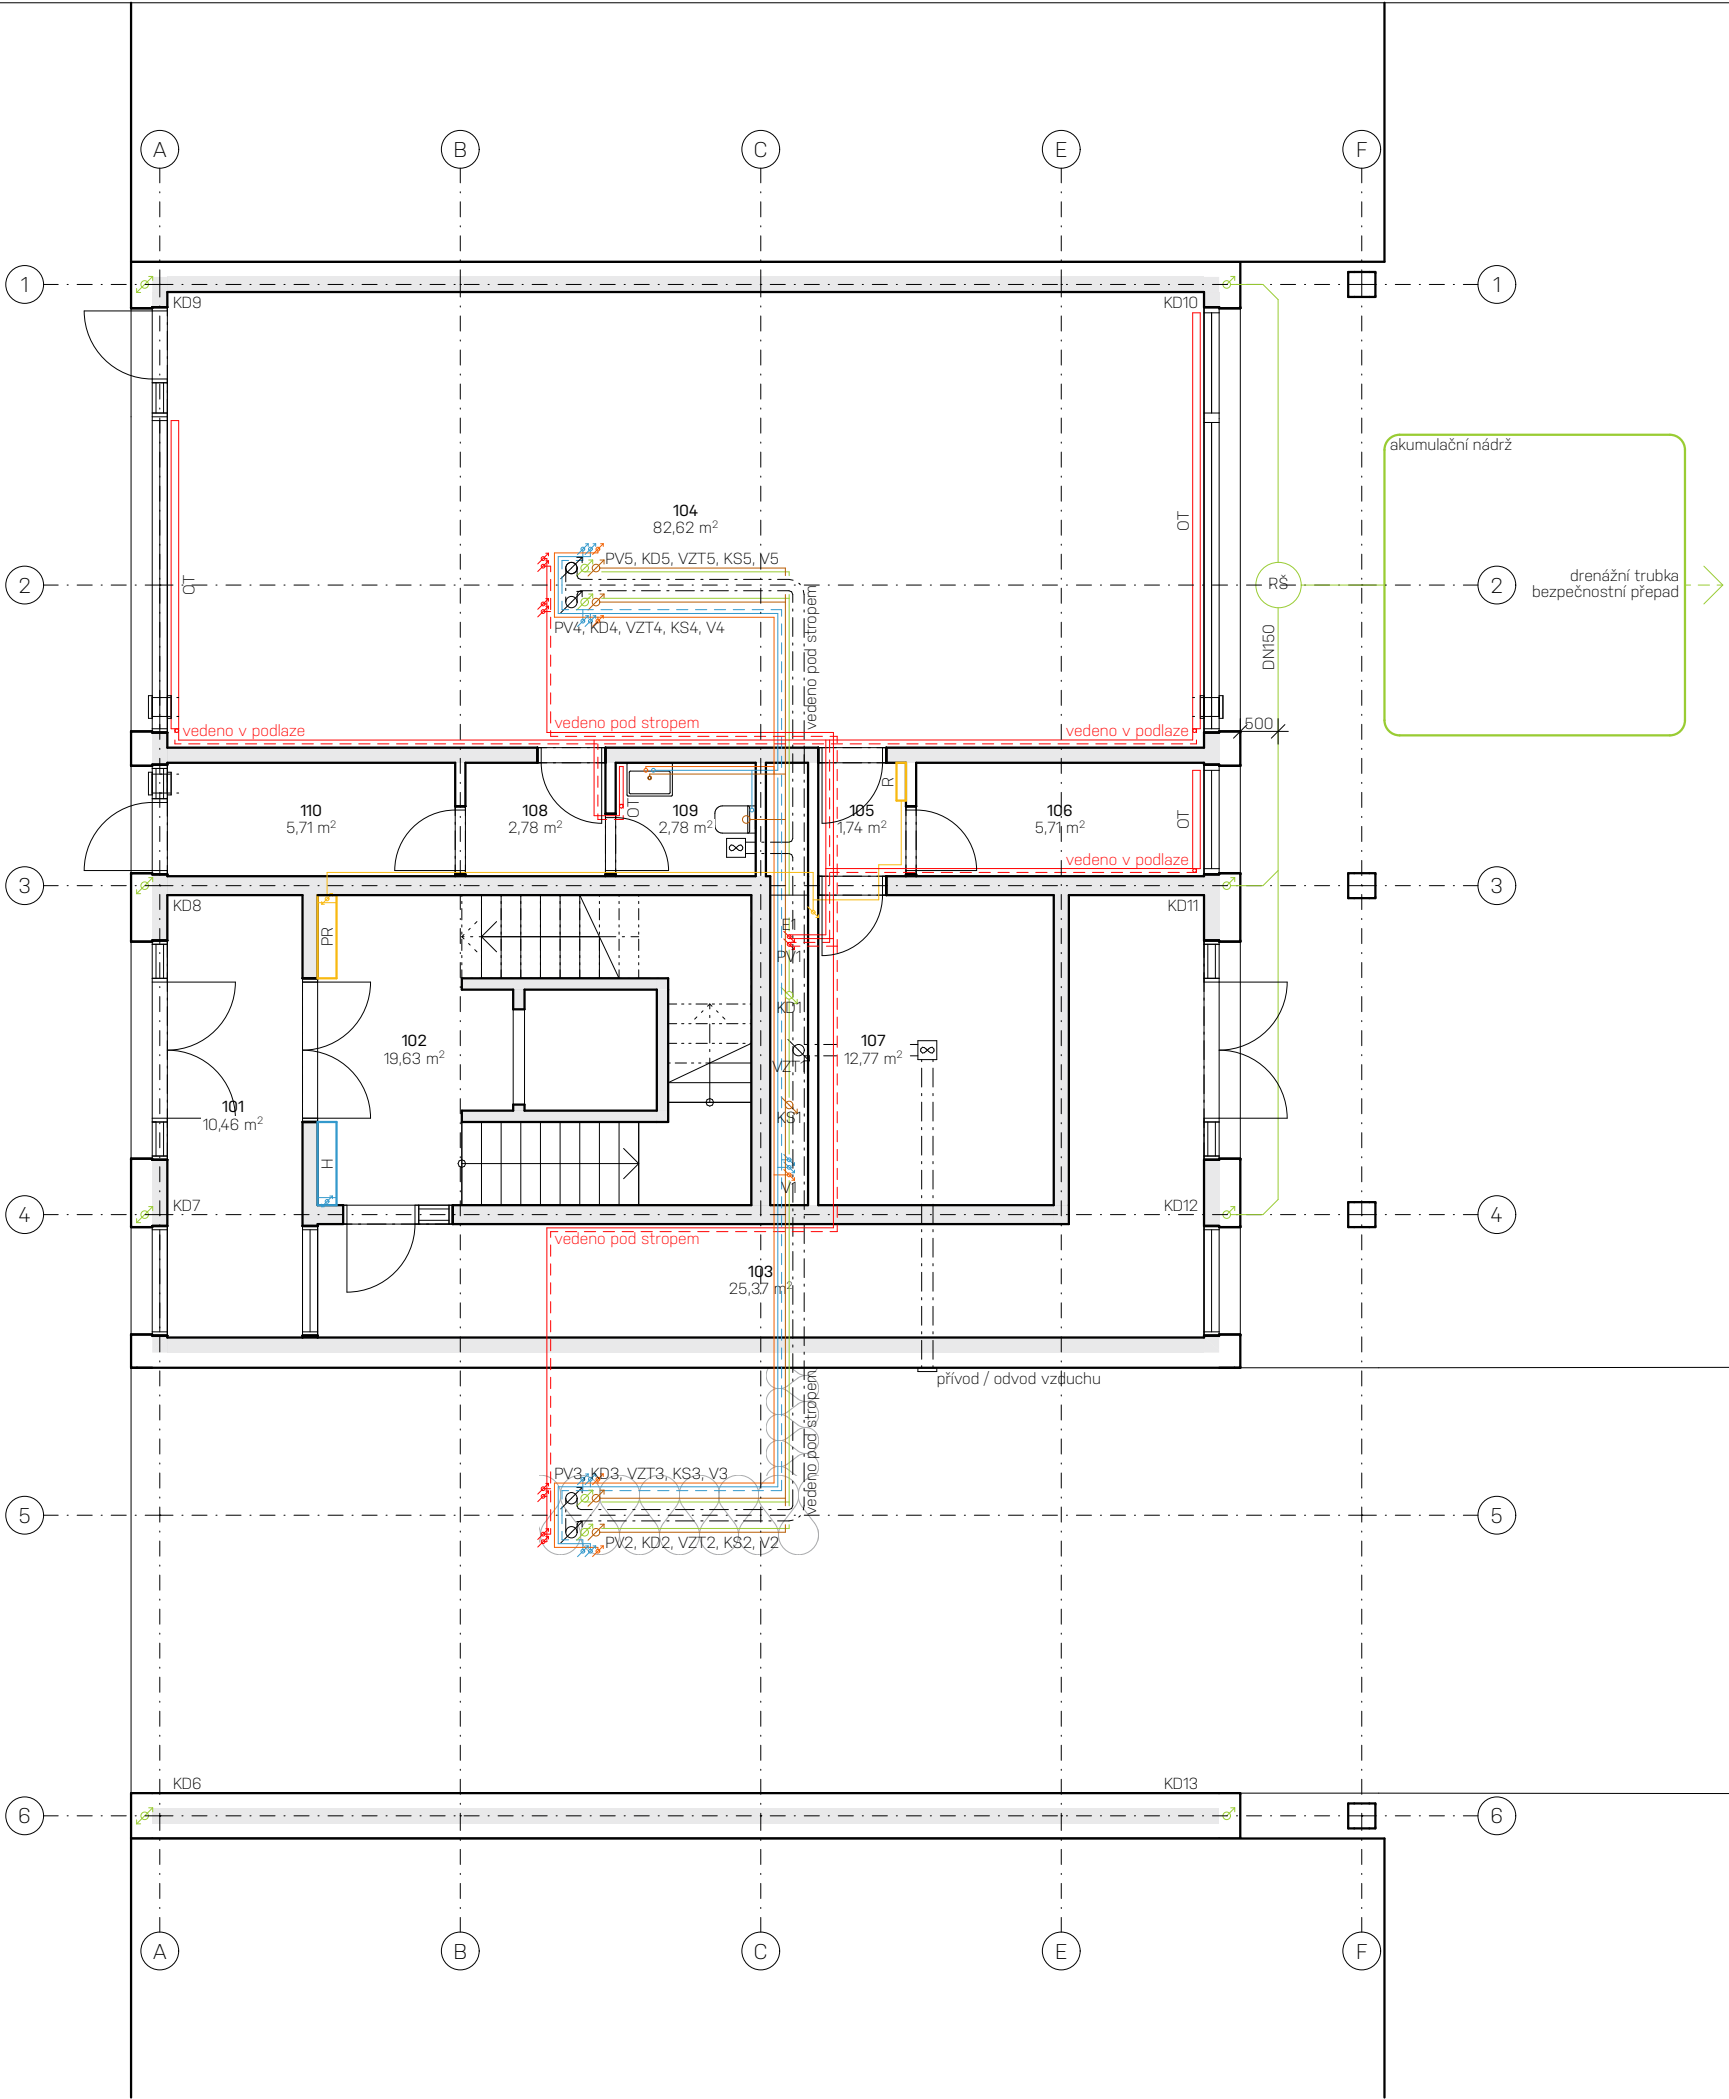 A B C E F
1 1
KD9 KD10
akumulační nádrž
104
82,62 m²
OT
PV5, KD5, VZT5, KS5, V5
2 OT RŠ 2
drenážní trubka
bezpečnostní přepad
PV4, KD4, VZT4, KS4, V4
vedeno pod stropem
DN150
vedeno v podlaze vedeno pod stropem vedeno v podlaze 500
110
5,71 m²
108
2,78 m²
OT
109
2,78 m²
R
105
1,74 m²
106
5,71 m²
OT
vedeno v podlaze
3 3
KD8 KD11
PR
E1
PV1
KD1
102
19,63 m²
107
12,77 m²
VZT1
101
10,46 m²
KS1
H
V1
KD7 KD12
4 4
vedeno pod stropem
103
25,37 m²
přívod / odvod vzduchu
vedeno pod stropem
PV3, KD3, VZT3, KS3, V3
5 5
PV2, KD2, VZT2, KS2, V2
KD6 KD13
6 6
A B C E F